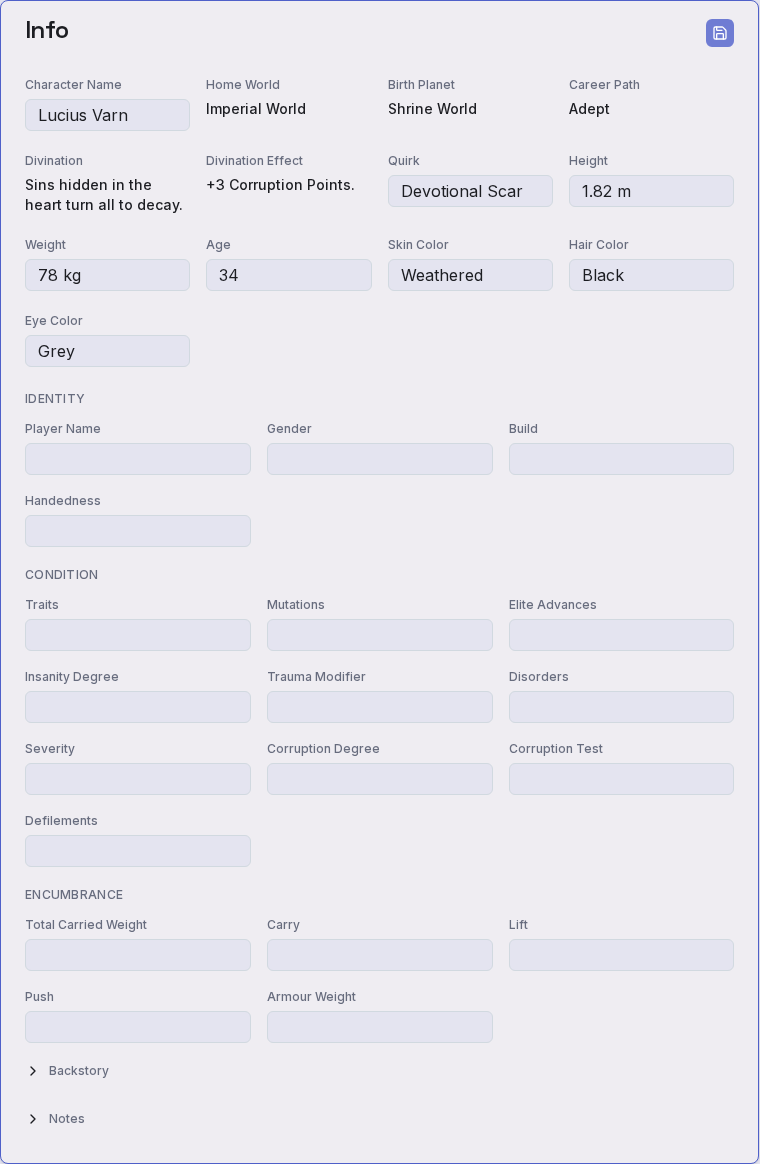 Info
Character Name
Home World
Birth Planet
Career Path
Lucius Varn
Imperial World
Shrine World
Adept
Divination
Divination Effect
Quirk
Height
Sins hidden in the
heart turn all to decay.
+3 Corruption Points.
Devotional Scar
1.82 m
Weight
Age
Skin Color
Hair Color
78 kg
34
Weathered
Black
Eye Color
Grey
IDENTITY
Player Name
Gender
Build
Handedness
CONDITION
Traits
Mutations
Elite Advances
Insanity Degree
Trauma Modifier
Disorders
Severity
Corruption Degree
Corruption Test
Defilements
ENCUMBRANCE
Total Carried Weight
Carry
Lift
Push
Armour Weight
Backstory
Notes